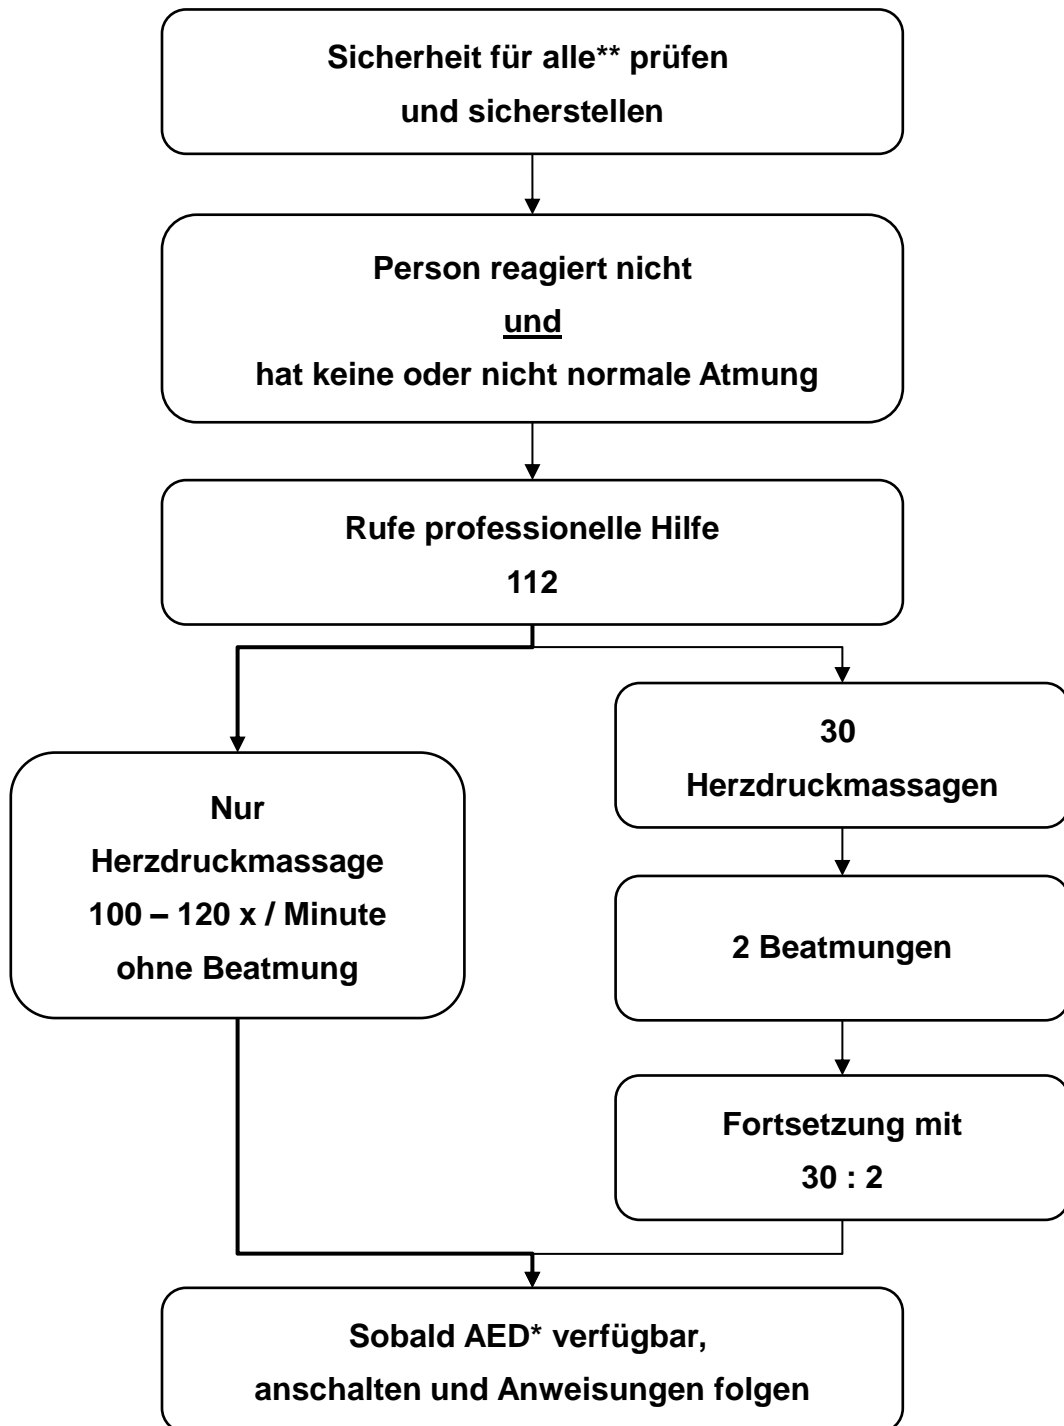 Sicherheit für alle** prüfen
und sicherstellen
Person reagiert nicht
und
hat keine oder nicht normale Atmung
Rufe professionelle Hilfe
112
Nur
Herzdruckmassage
100 – 120 x / Minute
ohne Beatmung
30
Herzdruckmassagen
2 Beatmungen
Fortsetzung mit
30 : 2
Sobald AED* verfügbar,
anschalten und Anweisungen folgen